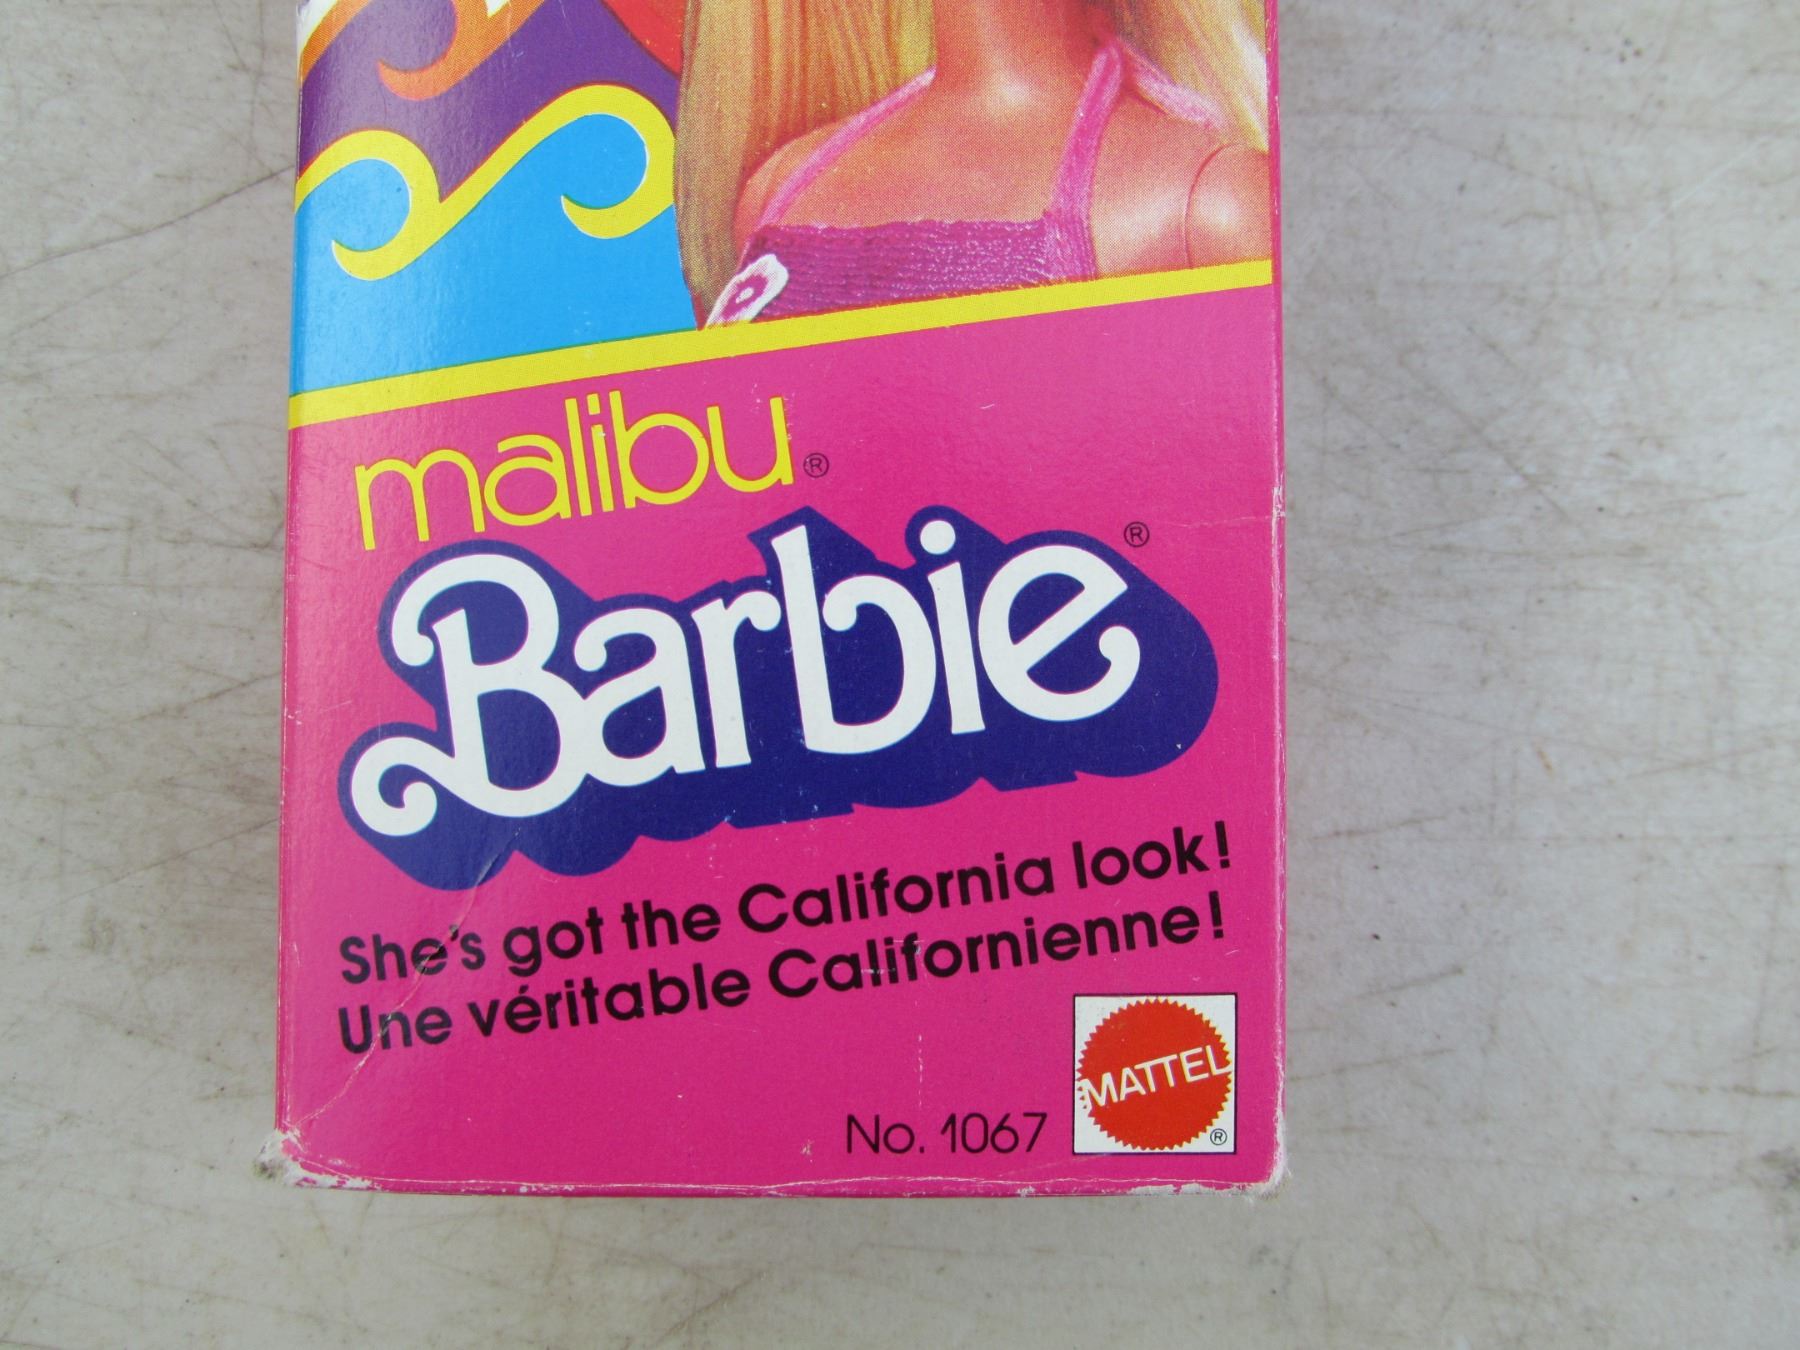 malibu®
Barbie®
She's got the California look!
Une véritable Californienne!
MATTEL®
No. 1067